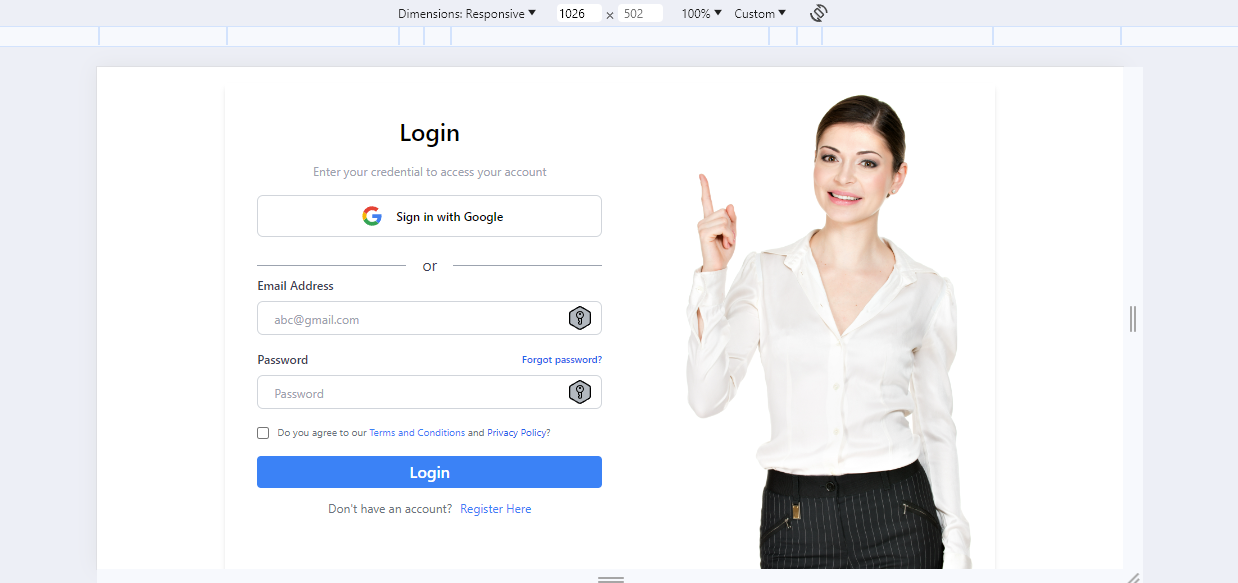 Dimensions: Responsive 1026 × 502 100% Custom
Login
Enter your credential to access your account
Sign in with Google
or
Email Address
abc@gmail.com
Password Forgot password?
Password
Do you agree to our Terms and Conditions and Privacy Policy?
Login
Don't have an account? Register Here